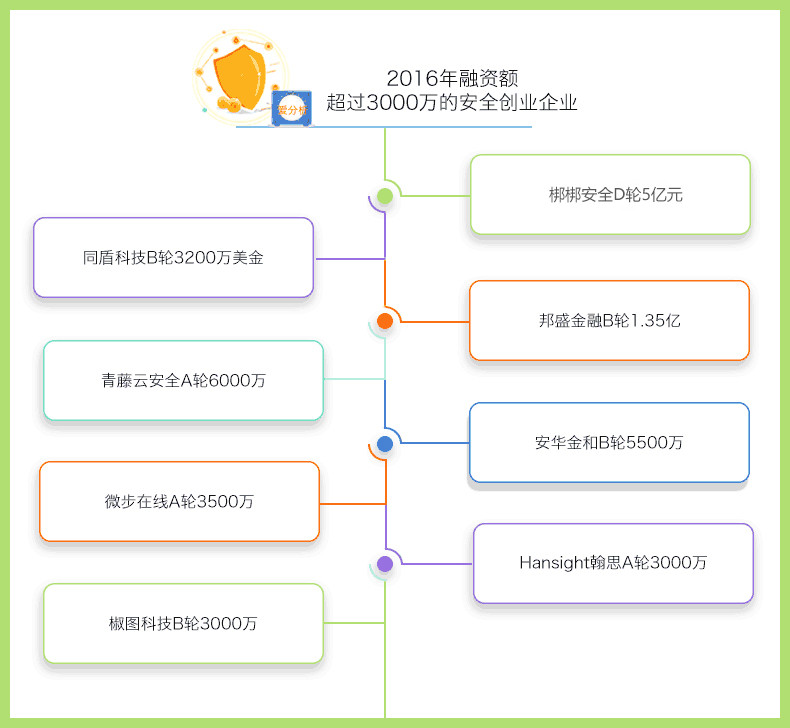 2016年融资额
超过3000万的安全创业企业
爱分析
梆梆安全D轮5亿元
同盾科技B轮3200万美金
邦盛金融B轮1.35亿
青藤云安全A轮6000万
安华金和B轮5500万
微步在线A轮3500万
Hansight翰思A轮3000万
椒图科技B轮3000万